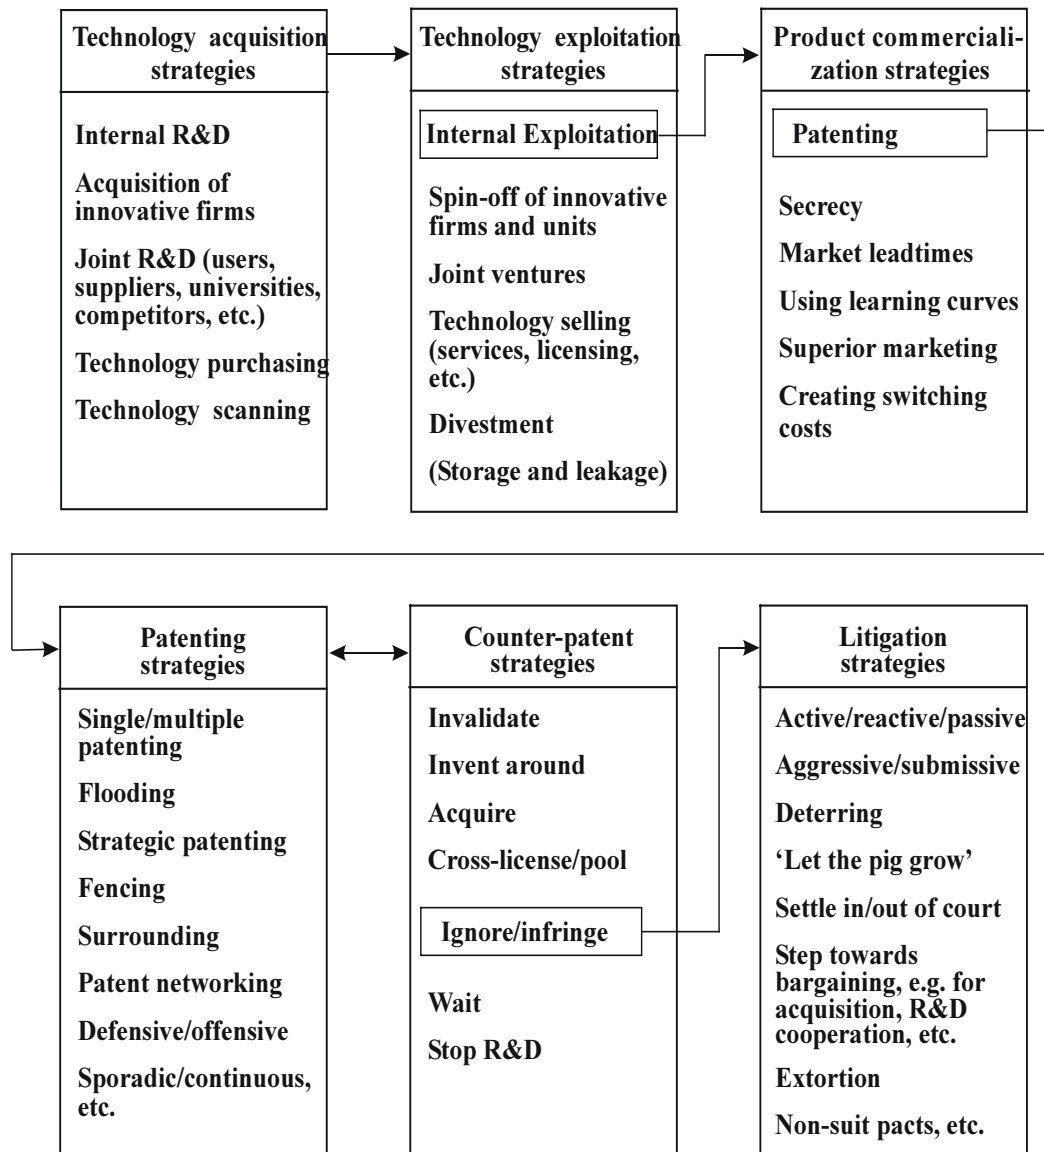 Technology acquisition
strategies
Internal R&D
Acquisition of
innovative firms
Joint R&D (users,
suppliers, universities,
competitors, etc.)
Technology purchasing
Technology scanning
Technology exploitation
strategies
Internal Exploitation
Spin-off of innovative
firms and units
Joint ventures
Technology selling
(services, licensing,
etc.)
Divestment
(Storage and leakage)
Product commerciali-
zation strategies
Patenting
Secrecy
Market leadtimes
Using learning curves
Superior marketing
Creating switching
costs
Patenting
strategies
Single/multiple
patenting
Flooding
Strategic patenting
Fencing
Surrounding
Patent networking
Defensive/offensive
Sporadic/continuous,
etc.
Counter-patent
strategies
Invalidate
Invent around
Acquire
Cross-license/pool
Ignore/infringe
Wait
Stop R&D
Litigation
strategies
Active/reactive/passive
Aggressive/submissive
Deterring
‘Let the pig grow’
Settle in/out of court
Step towards
bargaining, e.g. for
acquisition, R&D
cooperation, etc.
Extortion
Non-suit pacts, etc.